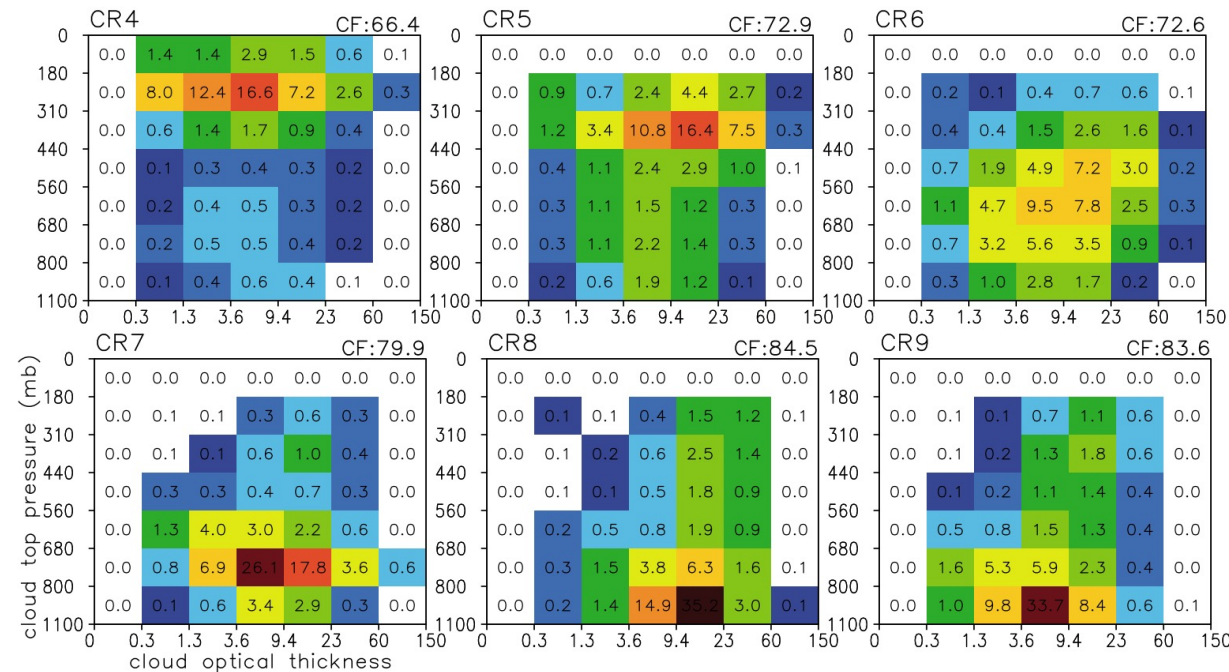 CR4 CF:66.4 CR5 CF:72.9 CR6 CF:72.6
0 0.0 1.4 1.4 2.9 1.5 0.6 0.1 0 0.0 0.0 0.0 0.0 0.0 0.0 0.0 0 0.0 0.0 0.0 0.0 0.0 0.0 0.0
180 180 180
0.0 8.0 12.4 16.6 7.2 2.6 0.3 0.0 0.9 0.7 2.4 4.4 2.7 0.2 0.0 0.2 0.1 0.4 0.7 0.6 0.1
310 310 310
0.0 0.6 1.4 1.7 0.9 0.4 0.0 0.0 1.2 3.4 10.8 16.4 7.5 0.3 0.0 0.4 0.4 1.5 2.6 1.6 0.1
440 440 440
0.0 0.1 0.3 0.4 0.3 0.2 0.0 0.0 0.4 1.1 2.4 2.9 1.0 0.1 0.0 0.7 1.9 4.9 7.2 3.0 0.2
560 560 560
0.0 0.2 0.4 0.5 0.3 0.2 0.0 0.0 0.3 1.1 1.5 1.2 0.3 0.0 0.0 1.1 4.7 9.5 7.8 2.5 0.3
680 680 680
0.0 0.2 0.5 0.5 0.4 0.2 0.0 0.0 0.3 1.1 2.2 1.4 0.3 0.0 0.0 0.7 3.2 5.6 3.5 0.9 0.1
800 800 800
0.0 0.1 0.4 0.6 0.4 0.1 0.0 0.0 0.2 0.6 1.9 1.2 0.1 0.0 0.0 0.3 1.0 2.8 1.7 0.2 0.0
1100 1100 1100
0 0.3 1.3 3.6 9.4 23 60 150 0 0.3 1.3 3.6 9.4 23 60 150 0 0.3 1.3 3.6 9.4 23 60 150
CR7 CF:79.9 CR8 CF:84.5 CR9 CF:83.6
0 0.0 0.0 0.0 0.0 0.0 0.0 0.0 0 0.0 0.0 0.0 0.0 0.0 0.0 0.0 0 0.0 0.0 0.0 0.0 0.0 0.0 0.0
180 180 180
0.0 0.1 0.1 0.3 0.6 0.3 0.0 0.0 0.1 0.1 0.4 1.5 1.2 0.1 0.0 0.0 0.1 0.7 1.1 0.6 0.0
310 310 310
0.0 0.1 0.1 0.6 1.0 0.4 0.0 0.0 0.1 0.2 0.6 2.5 1.4 0.0 0.0 0.0 0.2 1.3 1.8 0.6 0.0
440 440 440
0.0 0.3 0.3 0.4 0.7 0.3 0.0 0.0 0.1 0.1 0.5 1.8 0.9 0.0 0.0 0.1 0.2 1.1 1.4 0.4 0.0
560 560 560
0.0 1.3 4.0 3.0 2.2 0.6 0.0 0.0 0.2 0.5 0.8 1.9 0.9 0.0 0.0 0.5 0.8 1.5 1.3 0.4 0.0
680 680 680
0.0 0.8 6.9 26.1 17.8 3.6 0.6 0.0 0.3 1.5 3.8 6.3 1.6 0.1 0.0 1.6 5.3 5.9 2.3 0.4 0.0
800 800 800
0.0 0.1 0.6 3.4 2.9 0.3 0.0 0.0 0.2 1.4 14.9 35.2 3.0 0.1 0.0 1.0 9.8 33.7 8.4 0.6 0.1
1100 1100 1100
0 0.3 1.3 3.6 9.4 23 60 150 0 0.3 1.3 3.6 9.4 23 60 150 0 0.3 1.3 3.6 9.4 23 60 150
cloud top pressure (mb)
cloud optical thickness